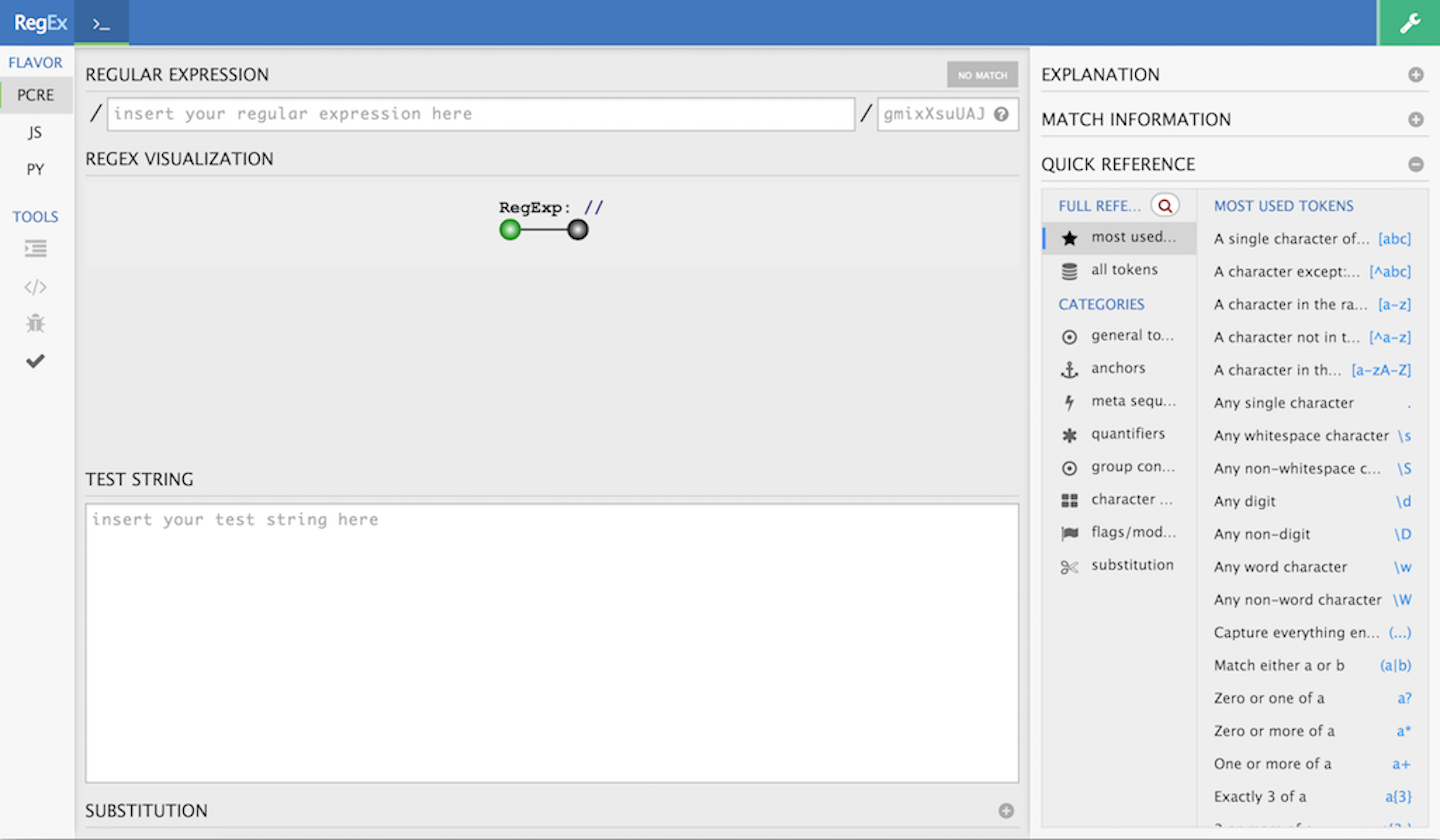 RegEx >_
FLAVOR
PCRE
JS
PY
TOOLS
</>
REGULAR EXPRESSION
NO MATCH
/ insert your regular expression here / gmixXsuUAJ ?
REGEX VISUALIZATION
RegExp: //
TEST STRING
insert your test string here
SUBSTITUTION
EXPLANATION
MATCH INFORMATION
QUICK REFERENCE
FULL REFE...
most used...
all tokens
CATEGORIES
general to...
anchors
meta sequ...
quantifiers
group con...
character ...
flags/mod...
substitution
MOST USED TOKENS
A single character of... [abc]
A character except:... [^abc]
A character in the ra... [a-z]
A character not in t... [^a-z]
A character in th... [a-zA-Z]
Any single character .
Any whitespace character \s
Any non-whitespace c... \S
Any digit \d
Any non-digit \D
Any word character \w
Any non-word character \W
Capture everything en... (...)
Match either a or b (a|b)
Zero or one of a a?
Zero or more of a a*
One or more of a a+
Exactly 3 of a a{3}